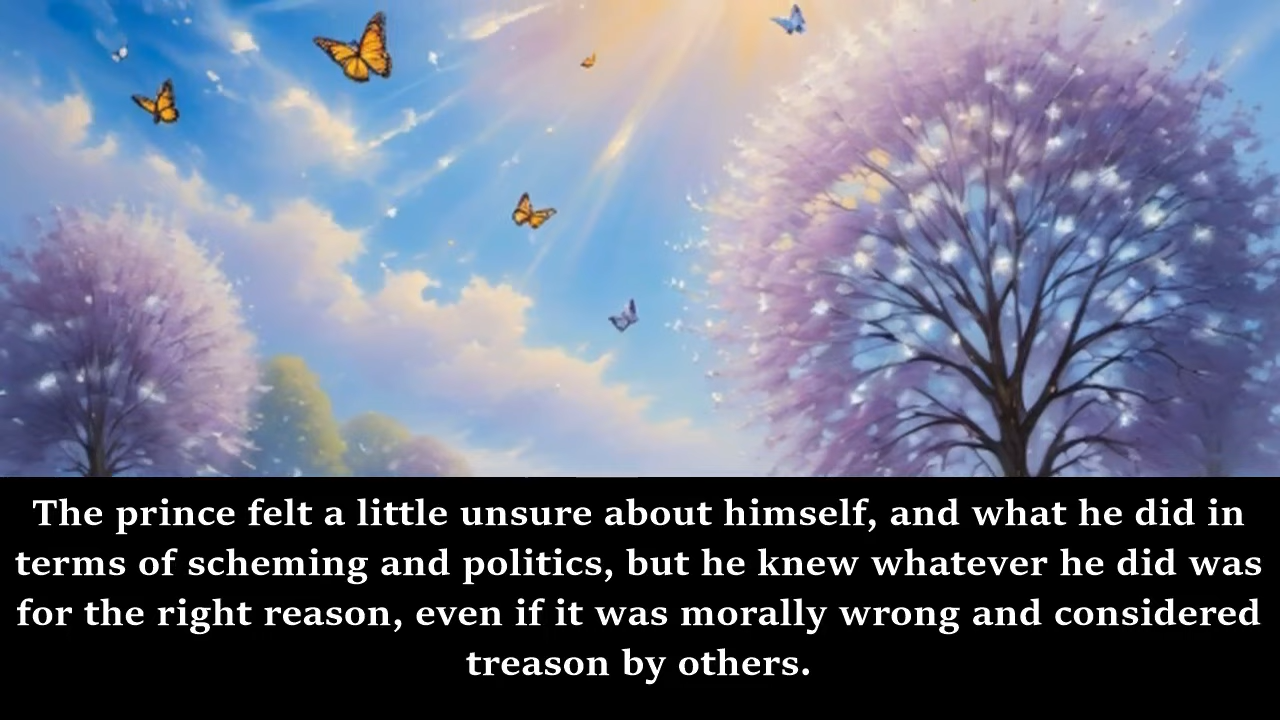 The prince felt a little unsure about himself, and what he did in
terms of scheming and politics, but he knew whatever he did was
for the right reason, even if it was morally wrong and considered
treason by others.